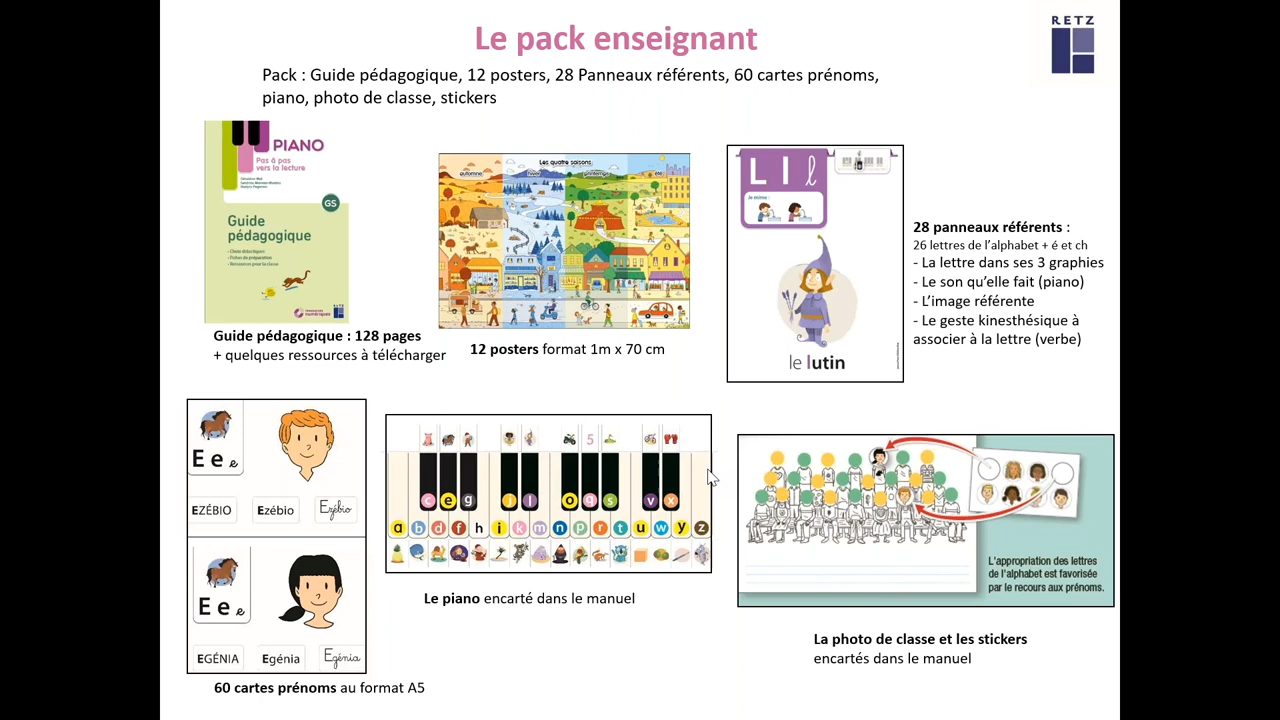 Le pack enseignant
RETZ
Pack : Guide pédagogique, 12 posters, 28 Panneaux référents, 60 cartes prénoms,
piano, photo de classe, stickers
PIANO
Pas à pas
vers la lecture
GS
Guide
pédagogique
RETZ
Guide pédagogique : 128 pages
+ quelques ressources à télécharger
Les quatre saisons
automne
hiver
printemps
été
12 posters format 1m x 70 cm
L l l
Je mime :
le lutin
28 panneaux référents :
26 lettres de l'alphabet + é et ch
- La lettre dans ses 3 graphies
- Le son qu'elle fait (piano)
- L'image référente
- Le geste kinesthésique à
associer à la lettre (verbe)
E e e
EZÉBIO Ezébio Ezébio
E e e
EGÉNIA Egénia Egénia
60 cartes prénoms au format A5
5
c e g j l o q s v x
a b d f h i k m n p r t u w y z
Le piano encarté dans le manuel
L'appropriation des lettres
de l'alphabet est favorisée
par le recours aux prénoms.
La photo de classe et les stickers
encartés dans le manuel